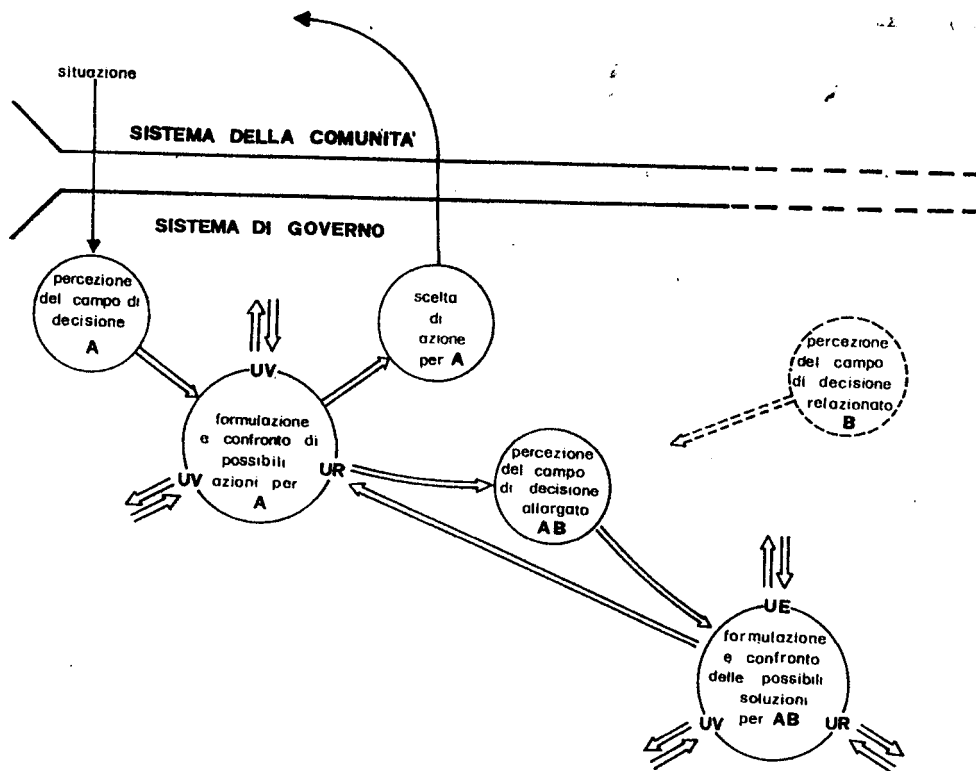 situazione
SISTEMA DELLA COMUNITA'
SISTEMA DI GOVERNO
percezione
del campo di
decisione
A
scelta
di
azione
per A
UV
formulazione
e confronto di
possibili
azioni per
A
UV
UR
percezione
del campo
di decisione
allargato
AB
percezione
del campo
di decisione
relazionato
B
UE
formulazione
e confronto
delle possibili
soluzioni
per AB
UV
UR